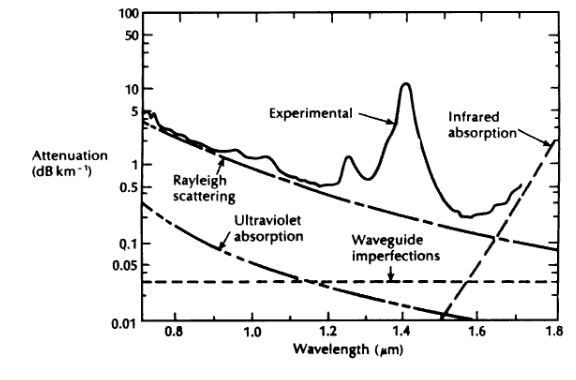 100
50
10
5
1
0.5
0.1
0.05
0.01
Attenuation
(dB km⁻¹)
Experimental
Infrared
absorption
Rayleigh
scattering
Ultraviolet
absorption
Waveguide
imperfections
0.8
1.0
1.2
1.4
1.6
1.8
Wavelength (μm)